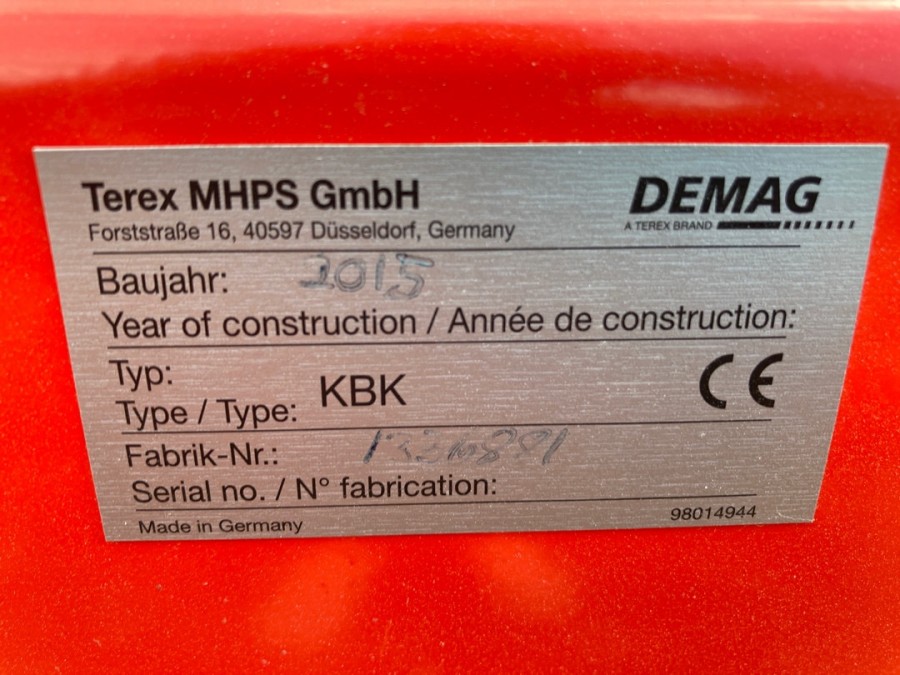 Terex MHPS GmbH
Forststraße 16, 40597 Düsseldorf, Germany
DEMAG
A TEREX BRAND
Baujahr: 2015
Year of construction / Année de construction:
Typ:
Type / Type: KBK
CE
Fabrik-Nr.:
Serial no. / N° fabrication:
Made in Germany
98014944